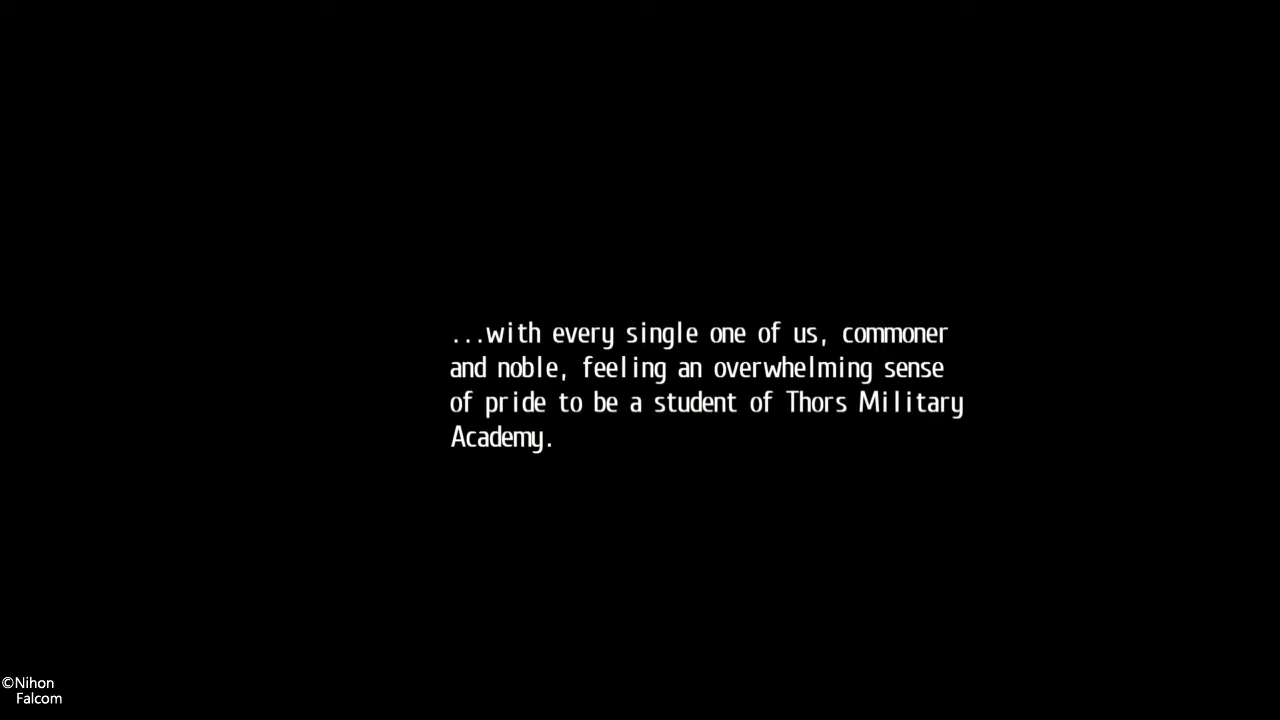 ...with every single one of us, commoner
and noble, feeling an overwhelming sense
of pride to be a student of Thors Military
Academy.
©Nihon
Falcom